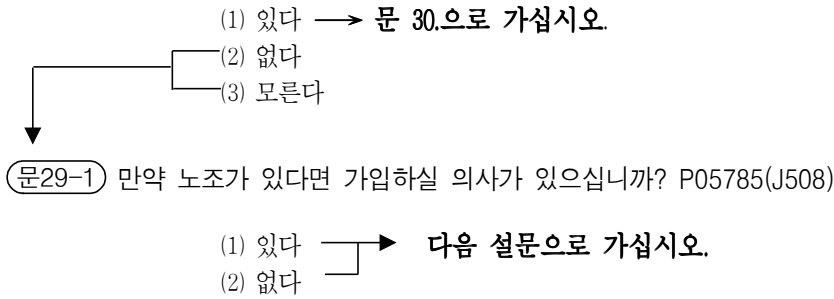 (1) 있다 → 문 30.으로 가십시오.
(2) 없다
(3) 모른다
문29-1 만약 노조가 있다면 가입하실 의사가 있으십니까? P05785(J508)
(1) 있다 다음 설문으로 가십시오.
(2) 없다